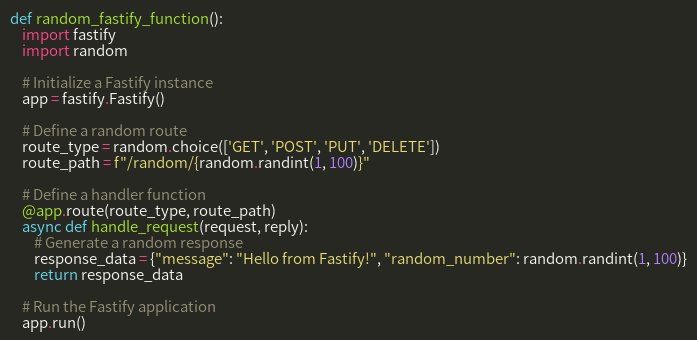 def random_fastify_function():
    import fastify
    import random

    # Initialize a Fastify instance
    app = fastify.Fastify()

    # Define a random route
    route_type = random.choice(['GET', 'POST', 'PUT', 'DELETE'])
    route_path = f"/random/{random.randint(1, 100)}"

    # Define a handler function
    @app.route(route_type, route_path)
    async def handle_request(request, reply):
        # Generate a random response
        response_data = {"message": "Hello from Fastify!", "random_number": random.randint(1, 100)}
        return response_data

    # Run the Fastify application
    app.run()